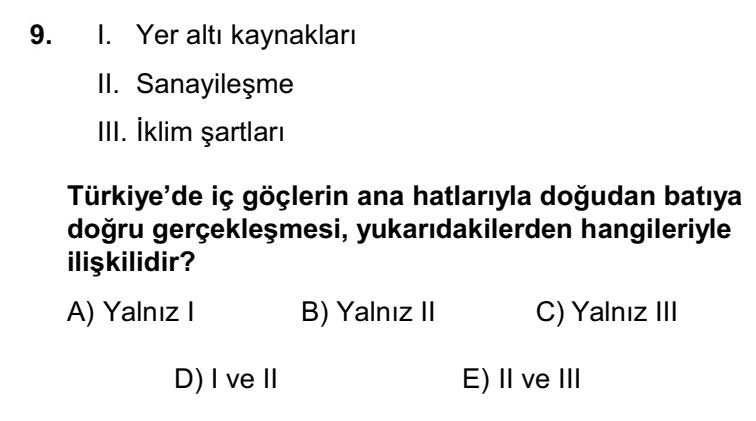 9. I. Yer altı kaynakları
II. Sanayileşme
III. İklim şartları
Türkiye’de iç göçlerin ana hatlarıyla doğudan batıya
doğru gerçekleşmesi, yukarıdakilerden hangileriyle
ilişkilidir?
A) Yalnız I B) Yalnız II C) Yalnız III
D) I ve II E) II ve III